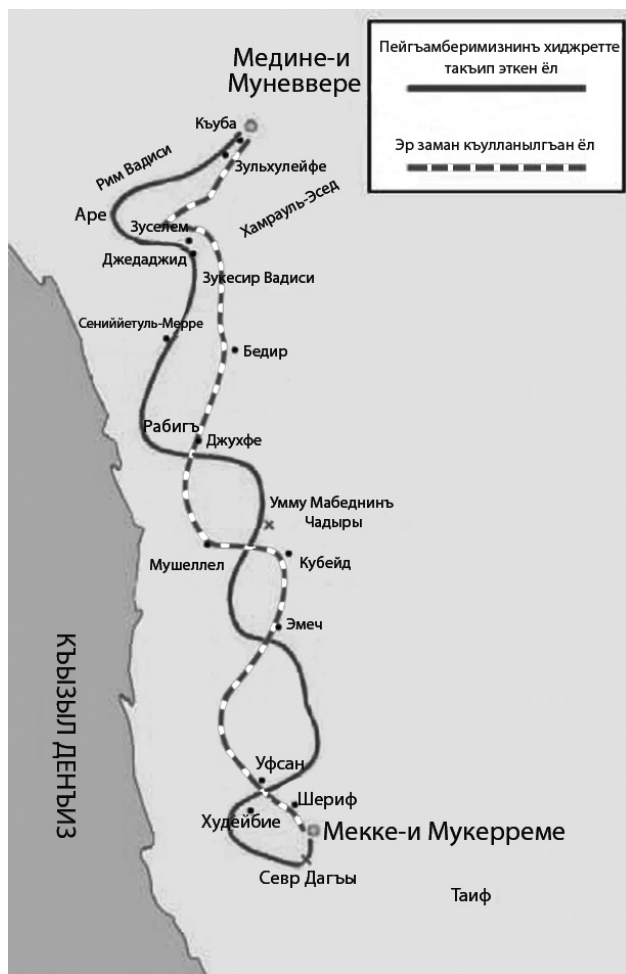 Медине-и
Муневвере
Пейгъамберимизнинъ хиджретте
такъип эткен ёл
Эр заман къулланылгъан ёл
Къуба
Зульхулейфе
Рим Вадиси
Аре
Хамрауль-Эсед
Зуселем
Джедаджид
Зукесир Вадиси
Сениййетуль-Мерре
Бедир
Рабигъ
Джухфе
Умму Мабеднинъ
Чадыры
Мушеллел
Кубейд
Эмеч
КЪЫЗЫЛ ДЕНЪИЗ
Уфсан
Шериф
Худейбие
Мекке-и Мукерреме
Севр Дагъы
Таиф